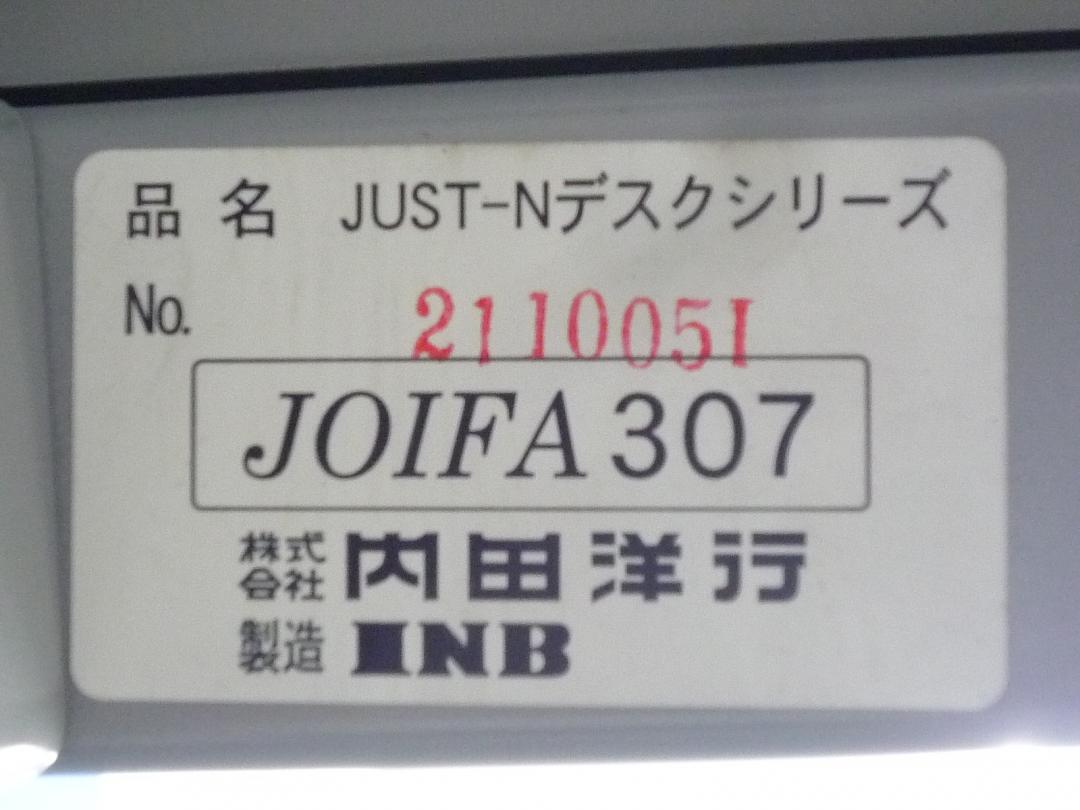 品名 JUST-Nデスクシリーズ
No. 2110051
JOIFA 307
株式会社 内田洋行
製造 INB